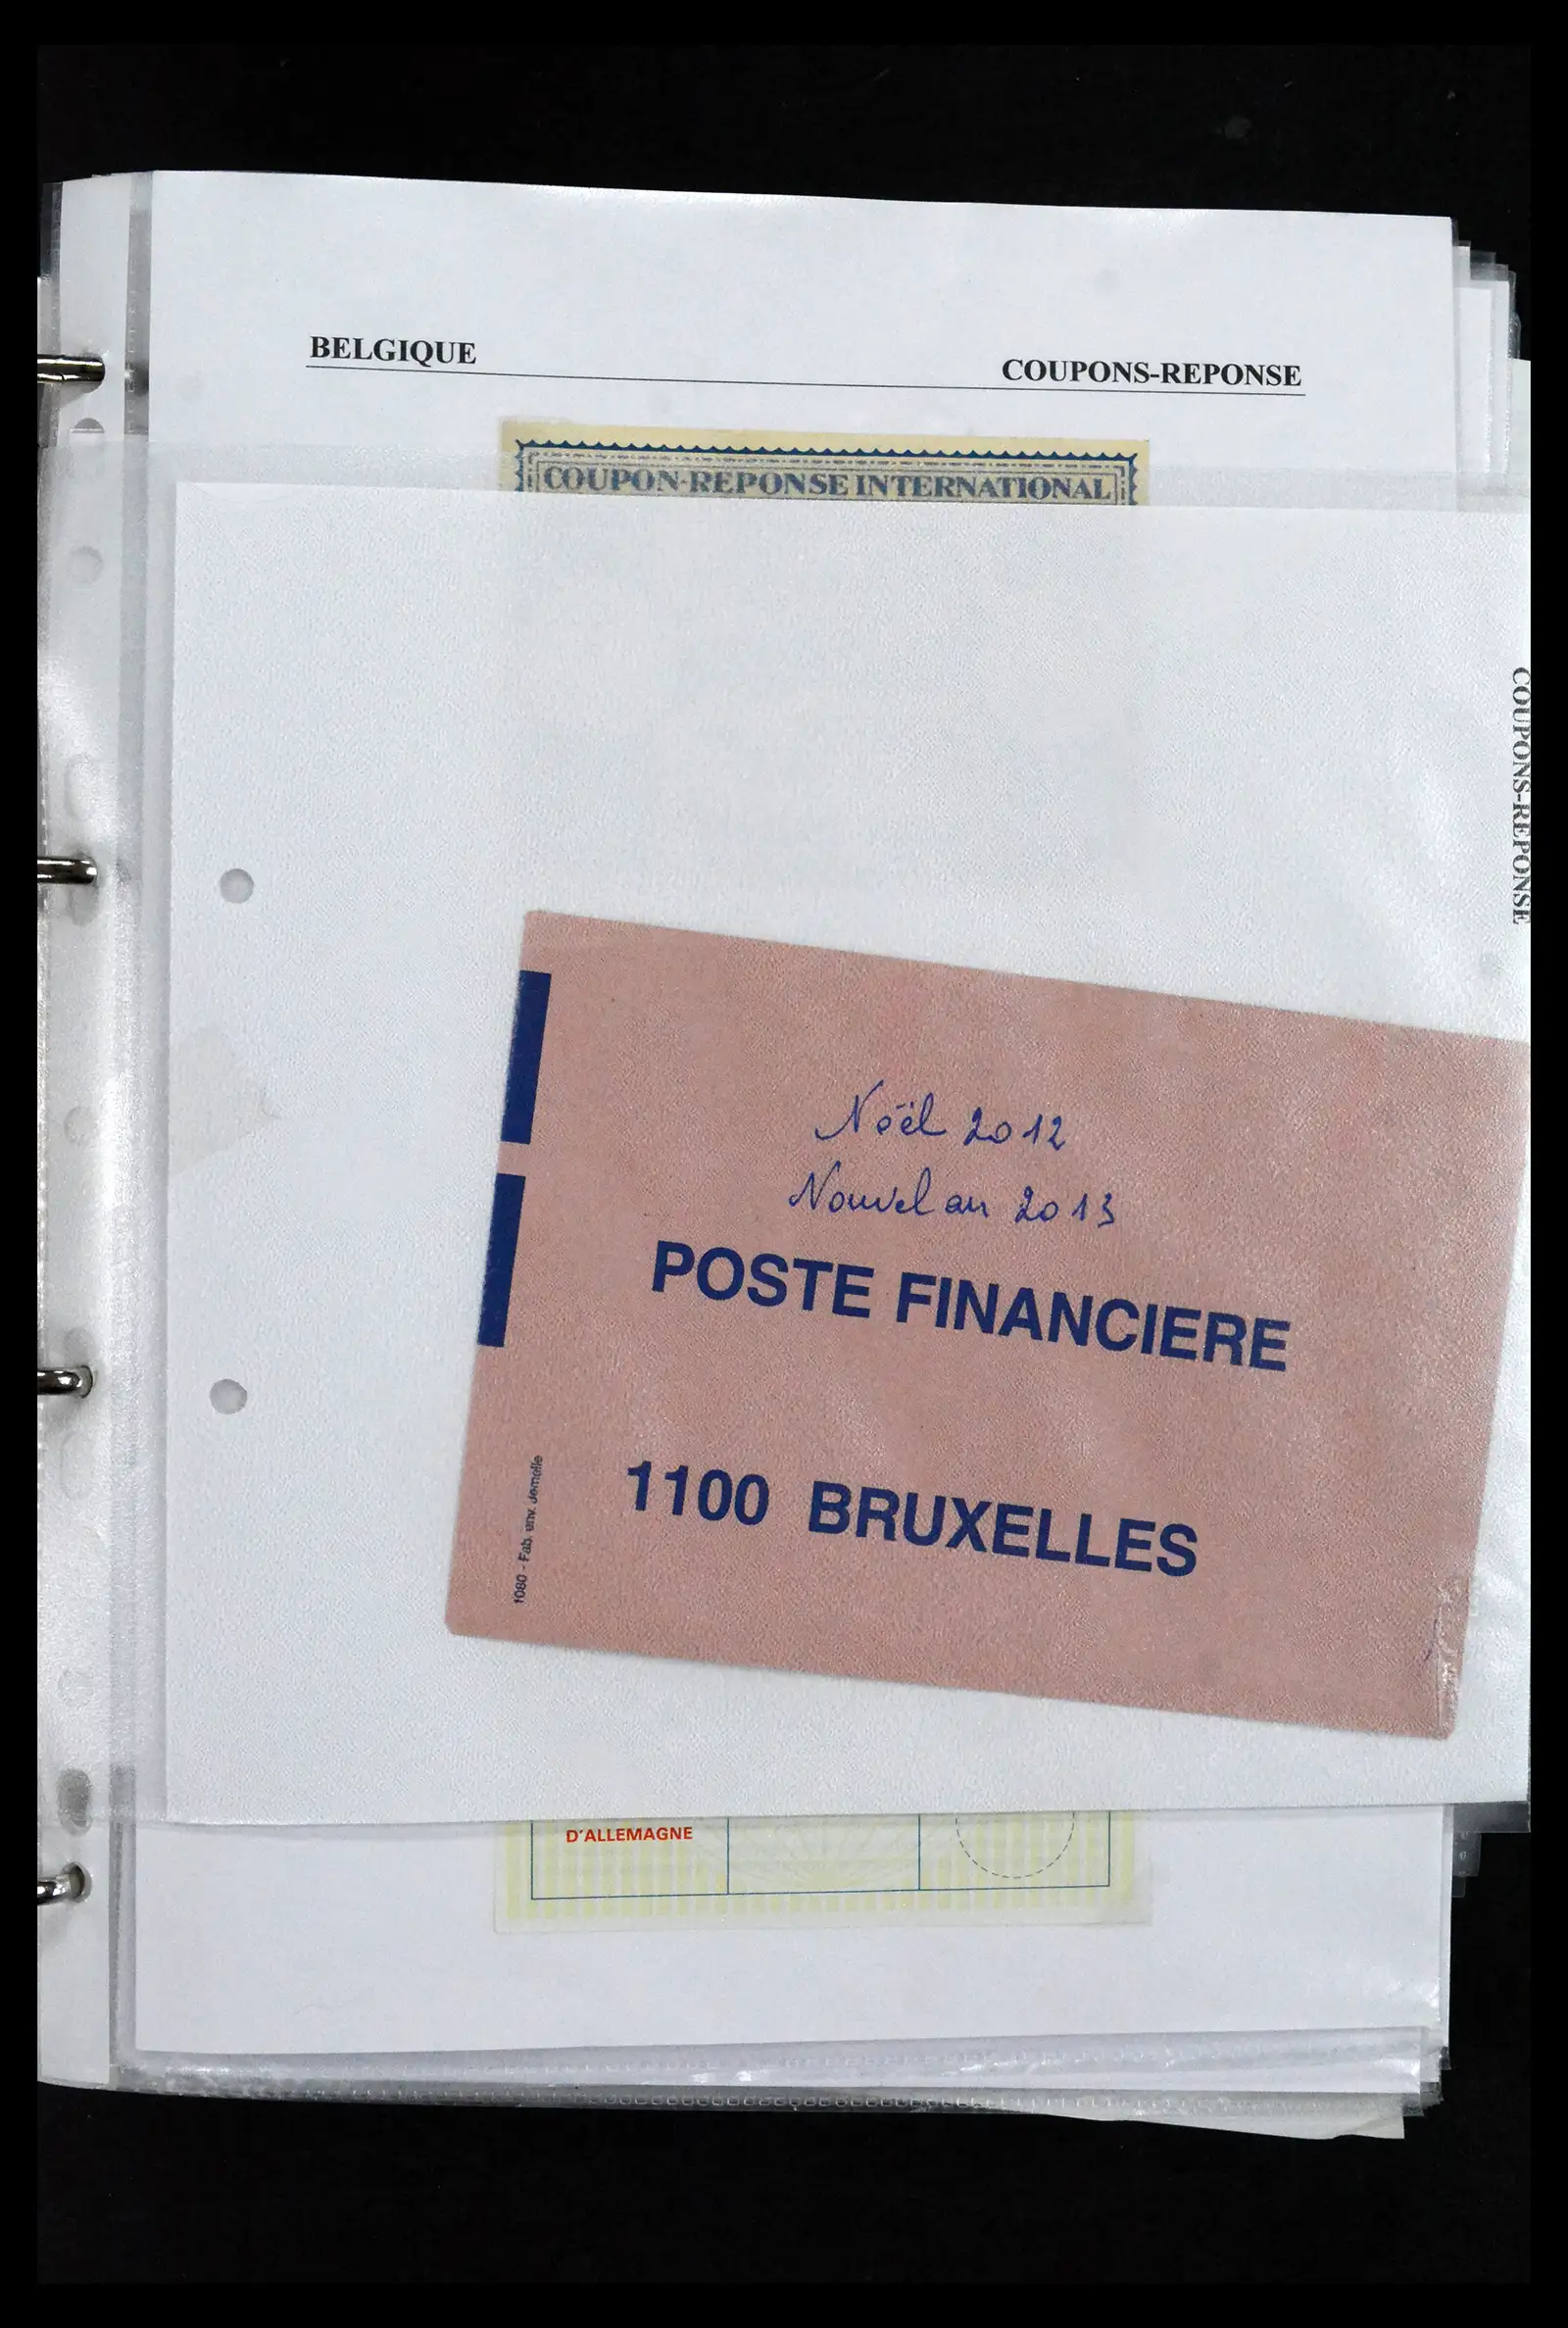 BELGIQUE
COUPONS-REPONSE
COUPON-REPONSE INTERNATIONAL
COUPONS-REPONSE
Noël 2012
Nouvel an 2013
POSTE FINANCIERE
1100 BRUXELLES
1080 - Fab. env. Jemelle
D'ALLEMAGNE